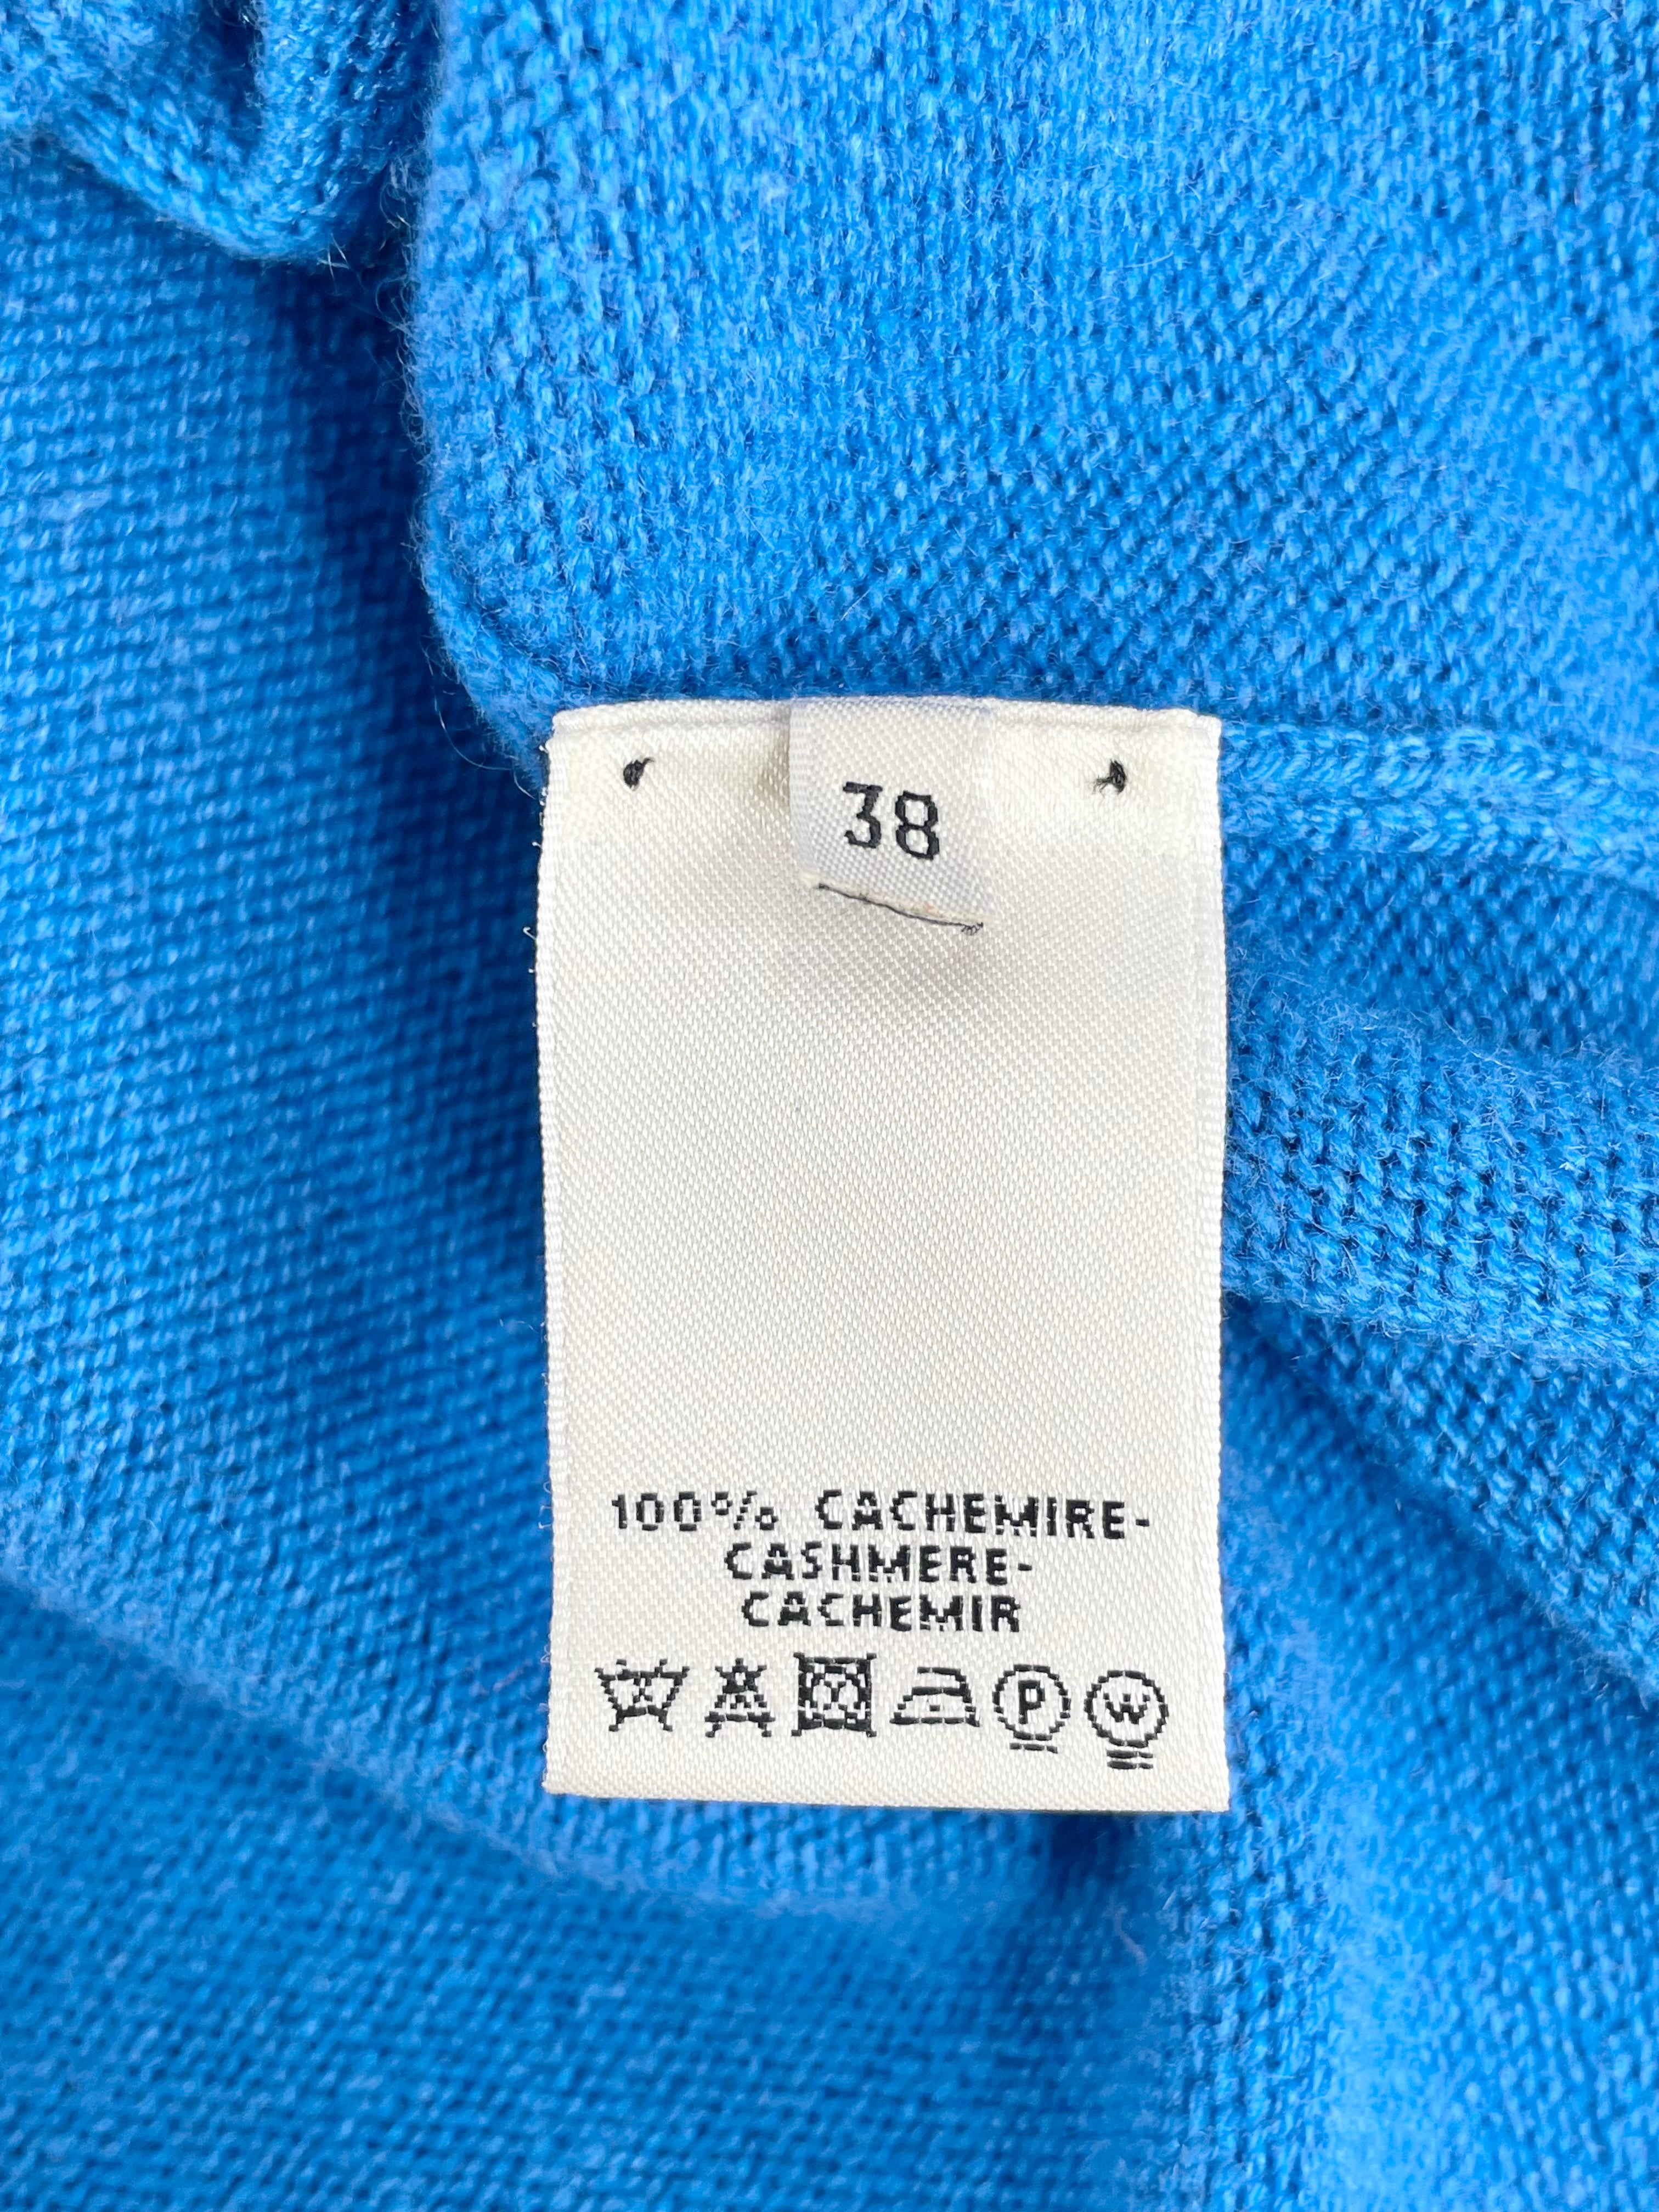 38
100% CACHEMIRE-
CASHMERE-
CACHEMIR
P W